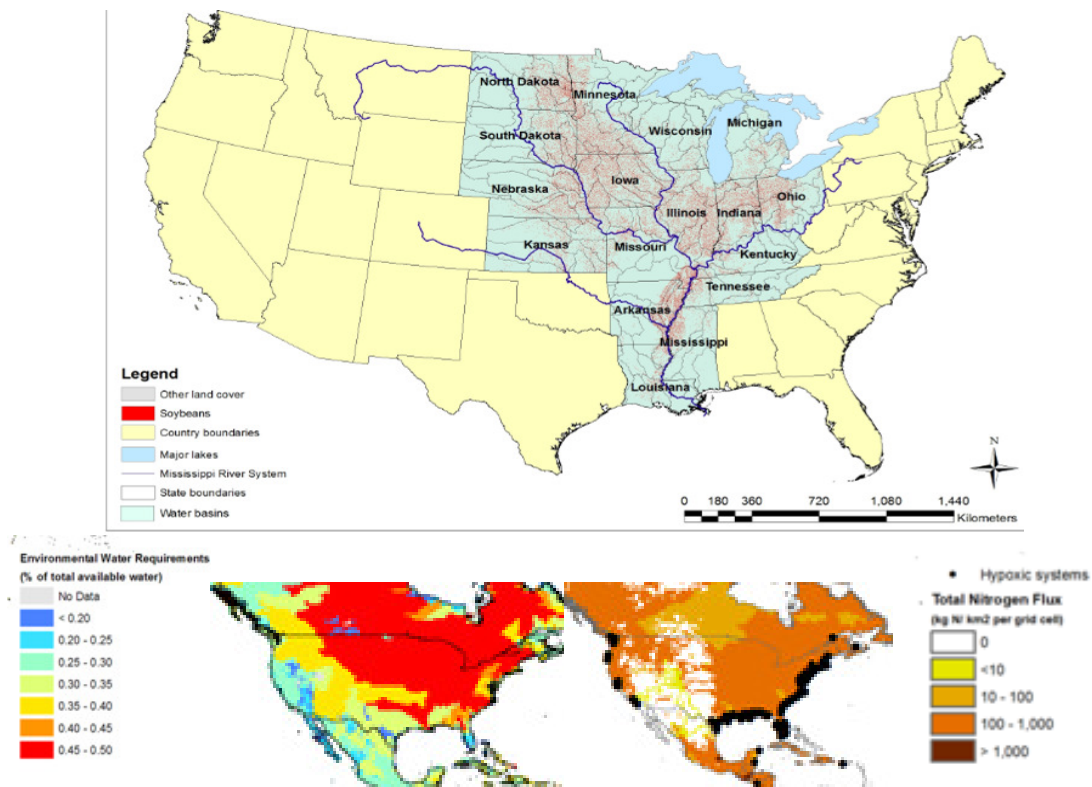 North Dakota
Minnesota
South Dakota
Wisconsin
Michigan
Nebraska
Iowa
Illinois
Indiana
Ohio
Kansas
Missouri
Kentucky
Tennessee
Arkansas
Mississippi
Louisiana
Legend
Other land cover
Soybeans
Country boundaries
Major lakes
Mississippi River System
State boundaries
Water basins
N
0 180 360 720 1,080 1,440
Kilometers
Environmental Water Requirements
(% of total available water)
No Data
< 0.20
0.20 - 0.25
0.25 - 0.30
0.30 - 0.35
0.35 - 0.40
0.40 - 0.45
0.45 - 0.50
Hypoxic systems
Total Nitrogen Flux
(kg N/ km2 per grid cell)
0
<10
10 - 100
100 - 1,000
> 1,000